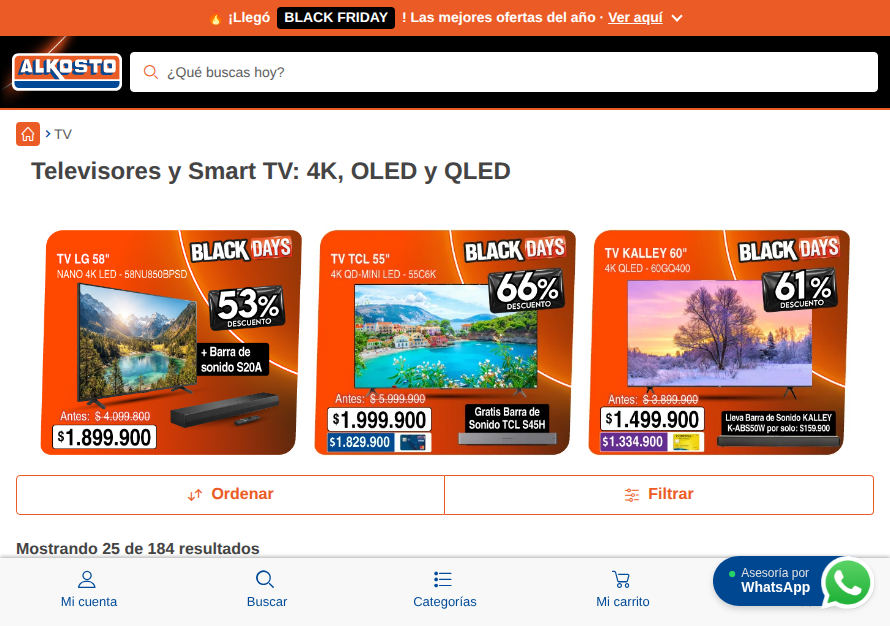 🔥 ¡Llegó BLACK FRIDAY ! Las mejores ofertas del año · Ver aquí
ALKOSTO
¿Qué buscas hoy?
TV
Televisores y Smart TV: 4K, OLED y QLED
BLACK DAYS
TV LG 58"
NANO 4K LED - 58NU850BPSD
53%
DESCUENTO
+ Barra de
sonido S20A
Antes: $ 4.099.800
$1.899.900
BLACK DAYS
TV TCL 55"
4K QD-MINI LED - 55C6K
66%
DESCUENTO
Antes: $ 5.999.900
$1.999.900
$1.829.900
Gratis Barra de
Sonido TCL S45H
BLACK DAYS
TV KALLEY 60"
4K QLED - 60GQ400
61%
DESCUENTO
Antes: $ 3.899.900
$1.499.900
$1.334.900
Lleva Barra de Sonido KALLEY
K-ABS50W por solo: $159.900
Ordenar
Filtrar
Mostrando 25 de 184 resultados
Mi cuenta
Buscar
Categorías
Mi carrito
Asesoría por
WhatsApp